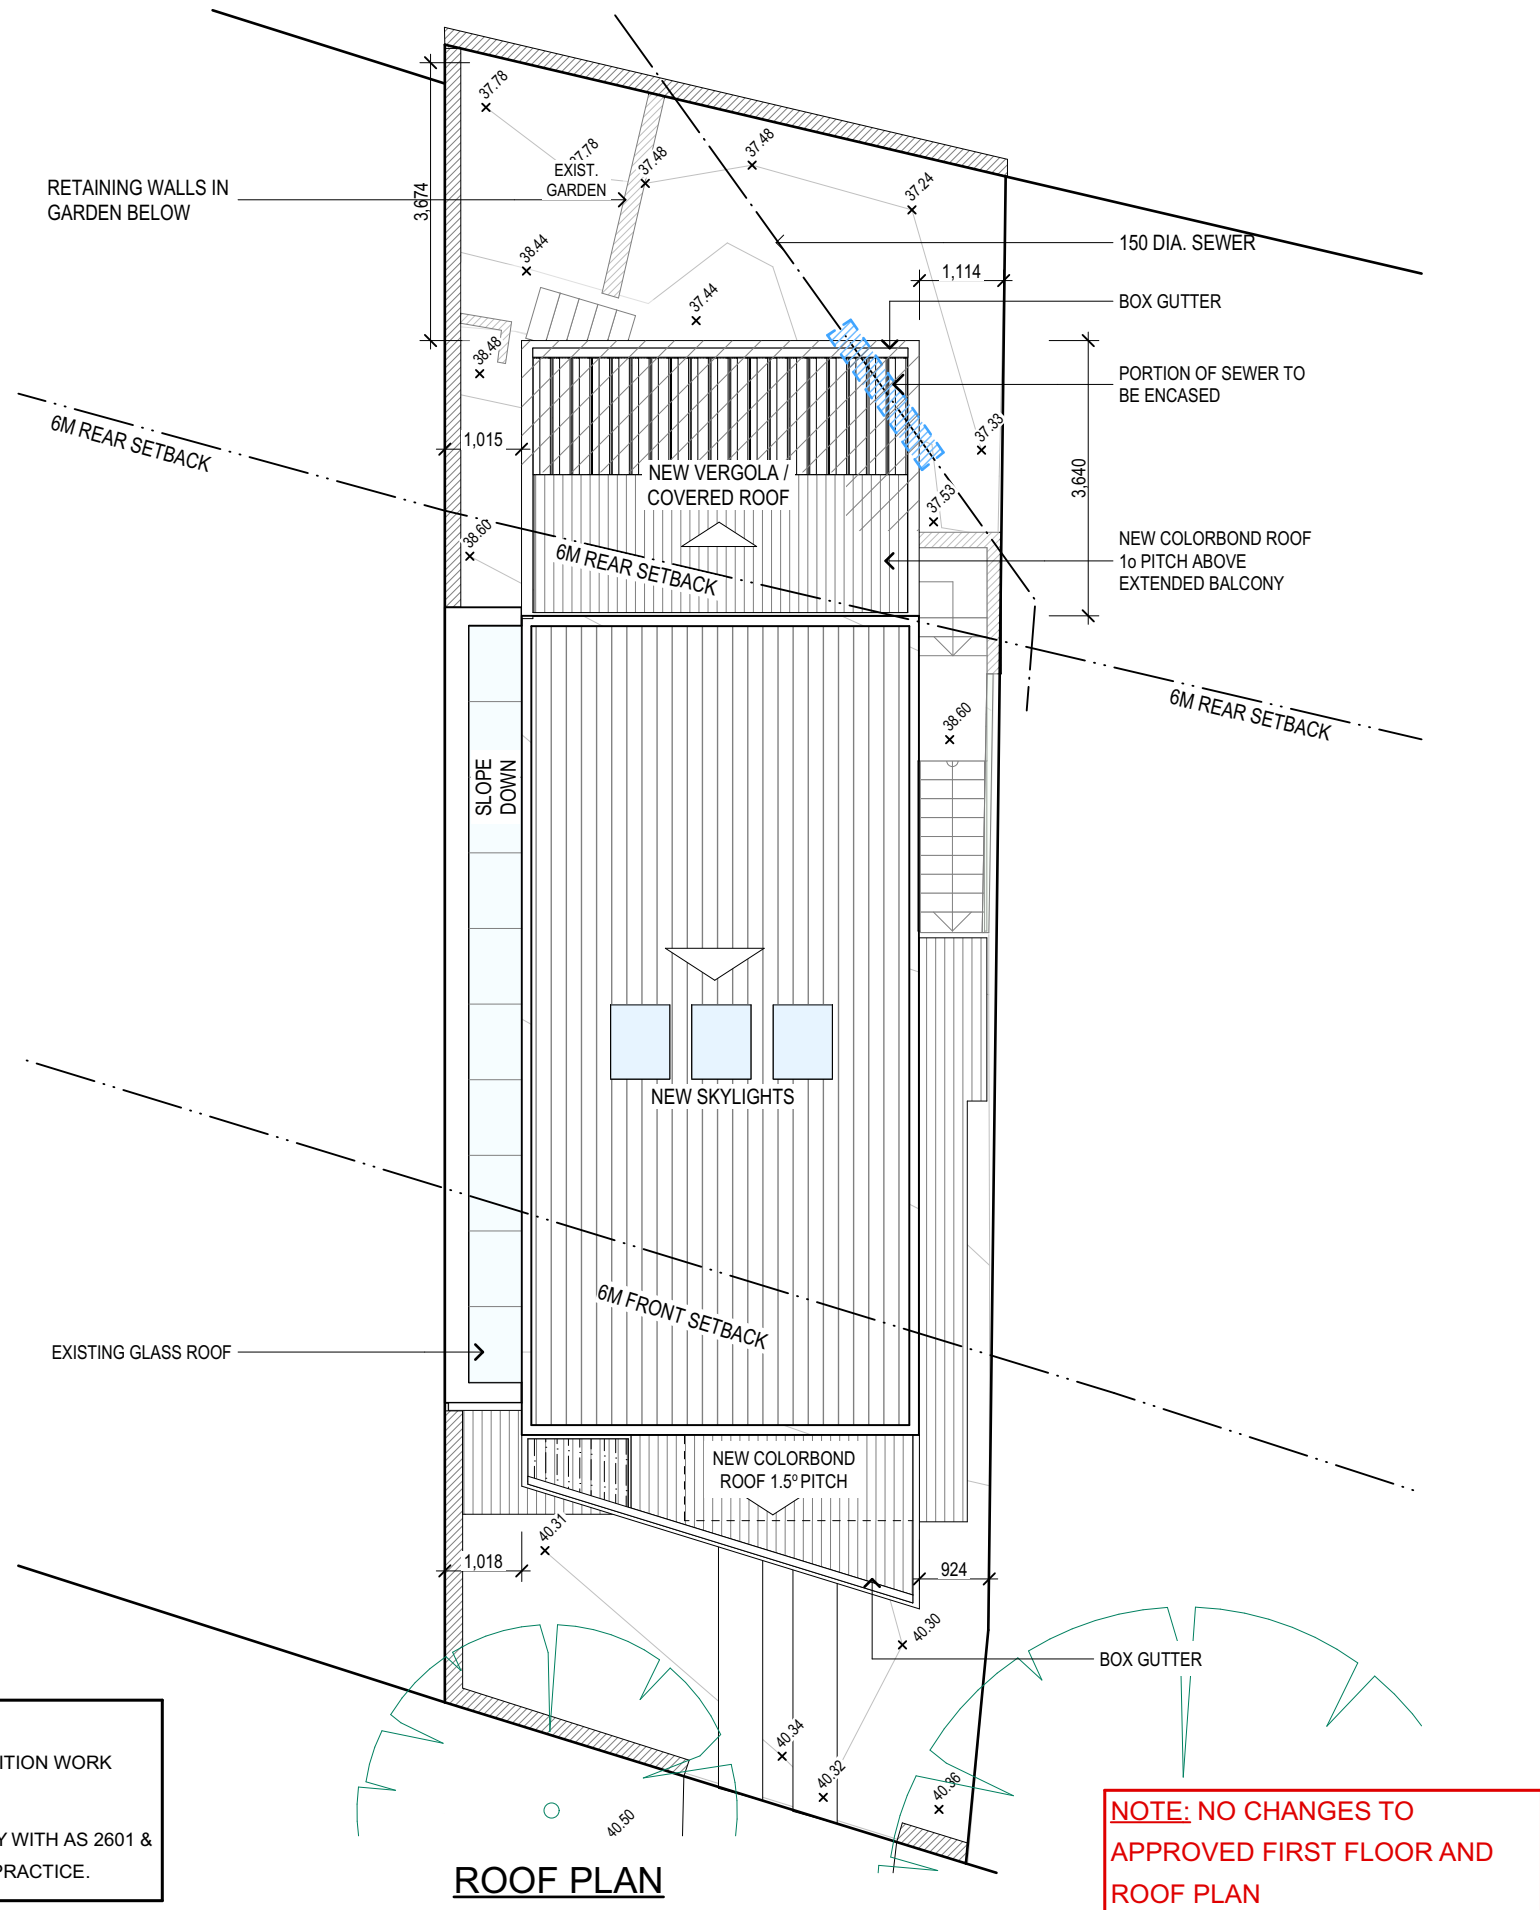 37.78
37.78
EXIST.
GARDEN
37.48
37.48
37.24
RETAINING WALLS IN
GARDEN BELOW
3,674
38.44
37.44
150 DIA. SEWER
1,114
BOX GUTTER
38.48
PORTION OF SEWER TO
BE ENCASED
6M REAR SETBACK
1,015
37.33
3,640
NEW VERGOLA /
COVERED ROOF
37.53
38.60
6M REAR SETBACK
NEW COLORBOND ROOF
1o PITCH ABOVE
EXTENDED BALCONY
6M REAR SETBACK
38.60
SLOPE
DOWN
NEW SKYLIGHTS
6M FRONT SETBACK
EXISTING GLASS ROOF
NEW COLORBOND
ROOF 1.5º PITCH
40.31
1,018
924
40.30
BOX GUTTER
40.34
40.32
40.36
40.50
ITION WORK
Y WITH AS 2601 &
PRACTICE.
ROOF PLAN
NOTE: NO CHANGES TO
APPROVED FIRST FLOOR AND
ROOF PLAN